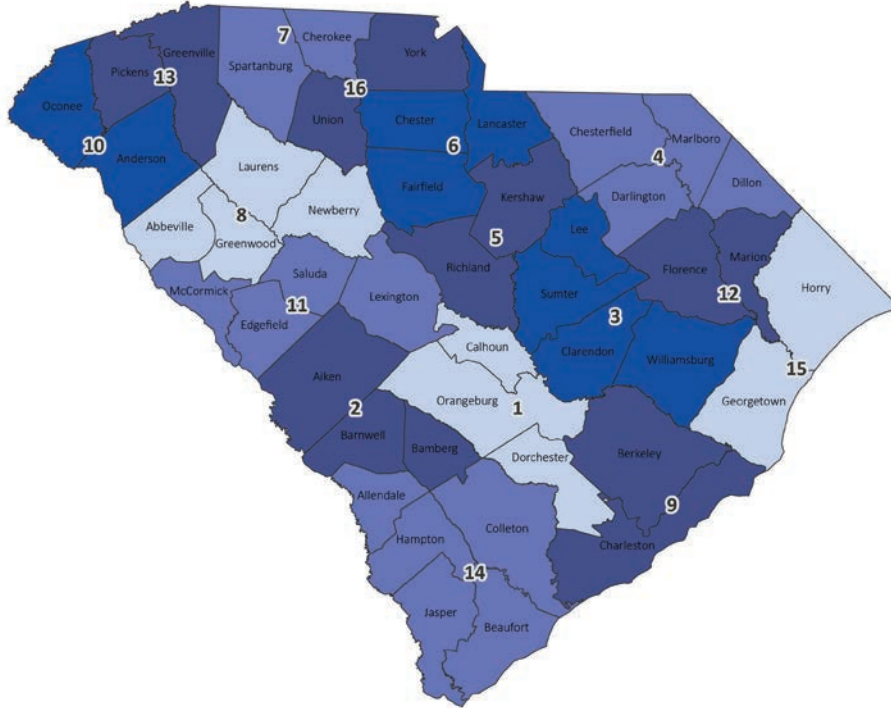 7
Cherokee
York
Greenville
Pickens
13
Spartanburg
16
Oconee
Union
Chester
Lancaster
Chesterfield
Marlboro
6
10
Anderson
4
Laurens
Dillon
Fairfield
Kershaw
Darlington
Newberry
8
Abbeville
Greenwood
Lee
5
Saluda
Richland
Florence
Marion
McCormick
Lexington
Sumter
12
Horry
11
Edgefield
3
Calhoun
Clarendon
Williamsburg
15
Aiken
Orangeburg
1
Georgetown
2
Barnwell
Bamberg
Dorchester
Berkeley
Allendale
9
Colleton
Hampton
Charleston
14
Jasper
Beaufort